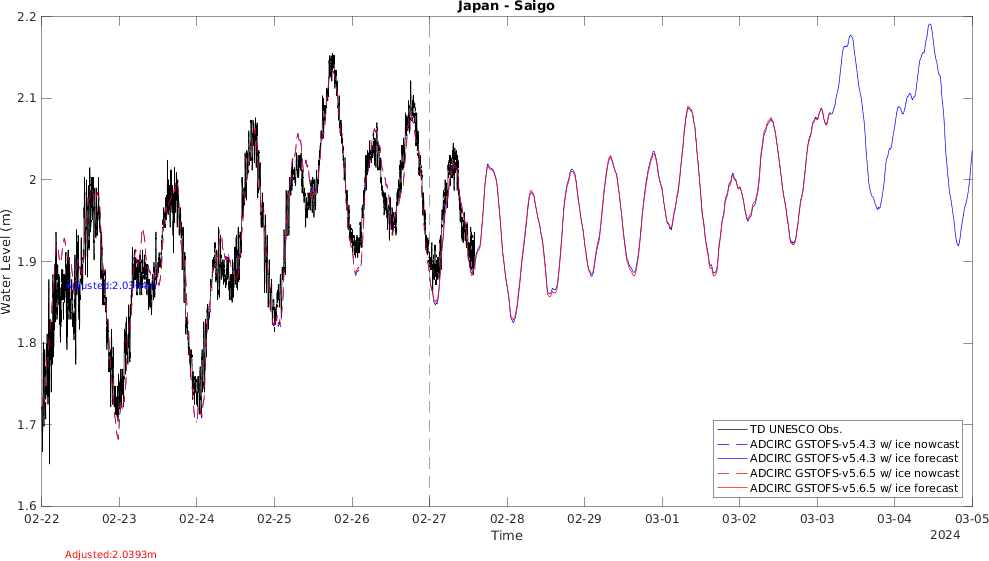 Japan - Saigo
2.2
2.1
2
1.9
1.8
1.7
1.6
Water Level (m)
Adjusted:2.03
02-22 02-23 02-24 02-25 02-26 02-27 02-28 02-29 03-01 03-02 03-03 03-04 03-05
Time
2024
TD UNESCO Obs.
ADCIRC GSTOFS-v5.4.3 w/ ice nowcast
ADCIRC GSTOFS-v5.4.3 w/ ice forecast
ADCIRC GSTOFS-v5.6.5 w/ ice nowcast
ADCIRC GSTOFS-v5.6.5 w/ ice forecast
Adjusted:2.0393m